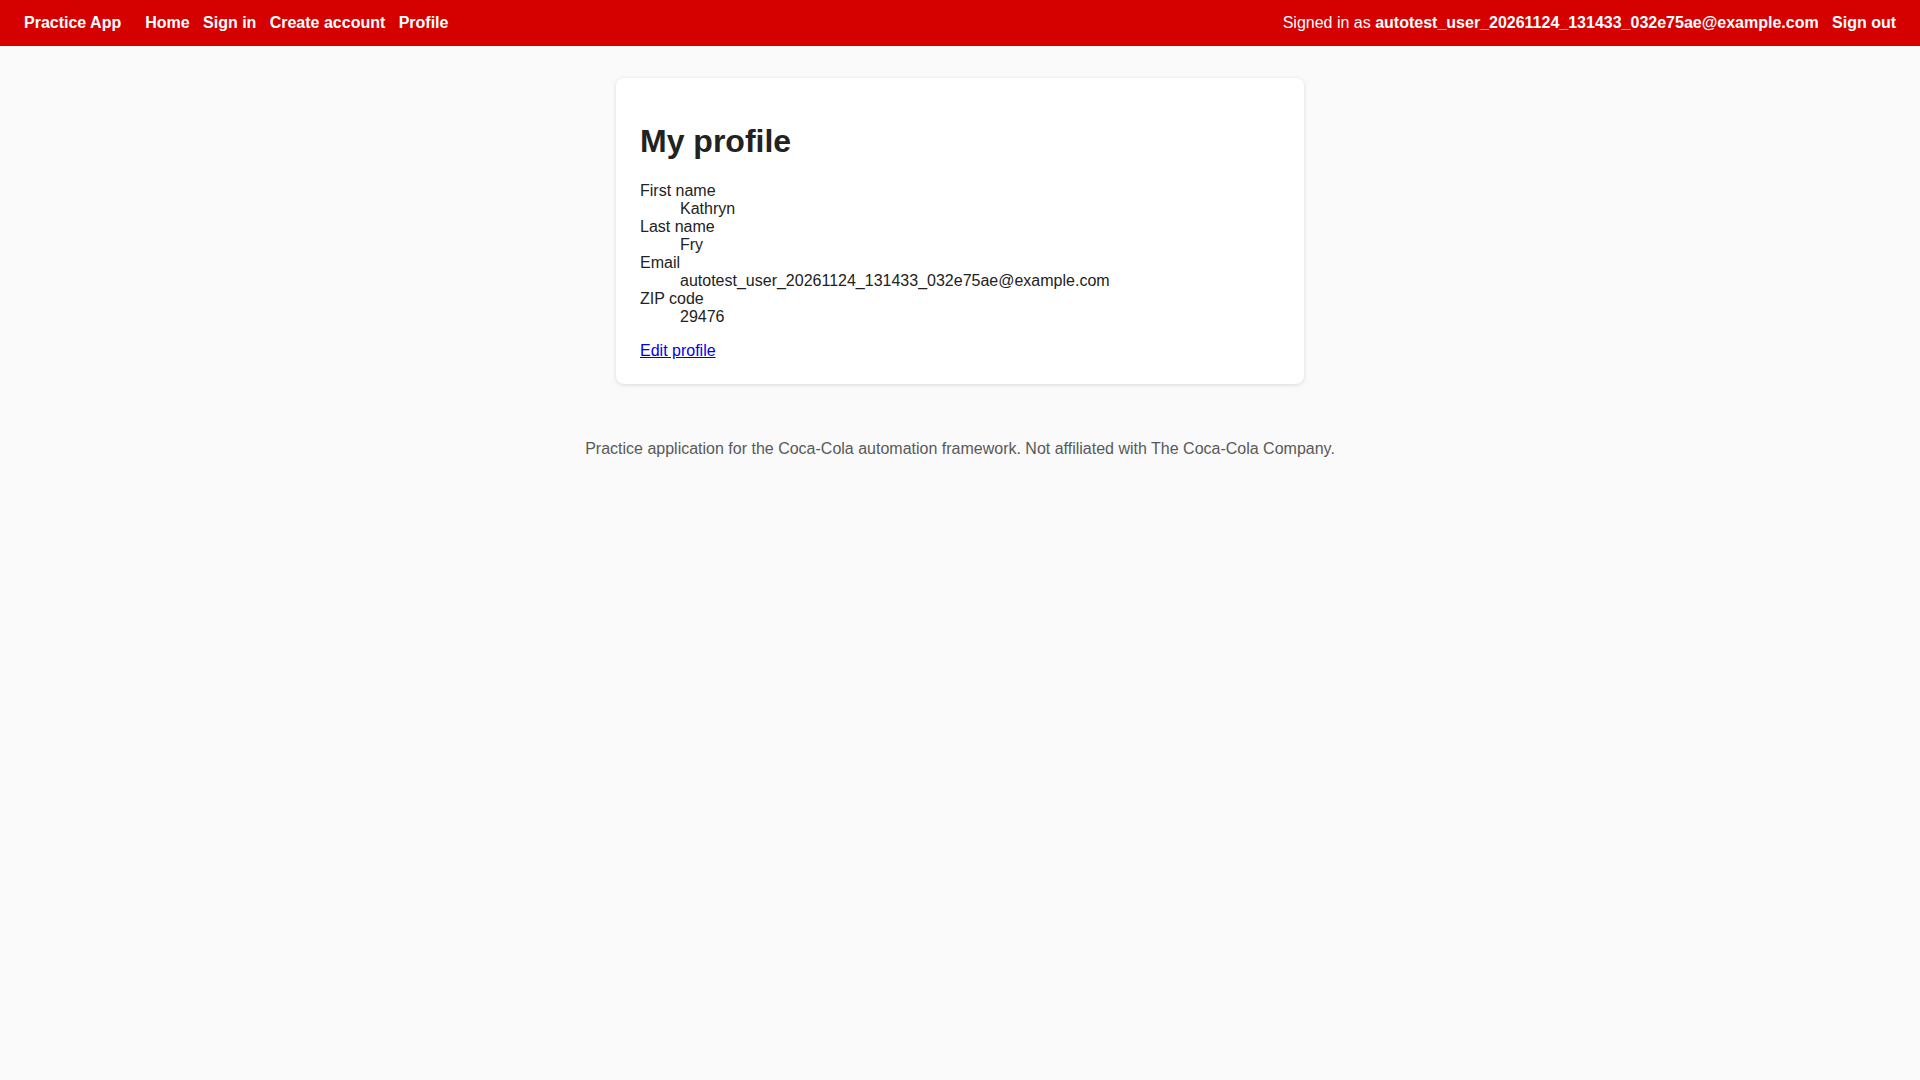 Practice App Home Sign in Create account Profile Signed in as autotest_user_20261124_131433_032e75ae@example.com Sign out
My profile
First name
Kathryn
Last name
Fry
Email
autotest_user_20261124_131433_032e75ae@example.com
ZIP code
29476
Edit profile
Practice application for the Coca-Cola automation framework. Not affiliated with The Coca-Cola Company.